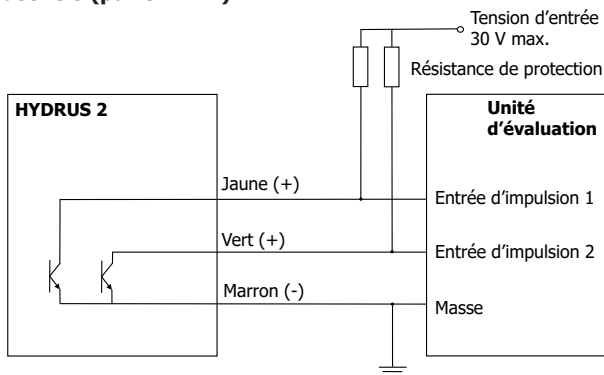 Tension d’entrée
30 V max.
Résistance de protection
HYDRUS 2
Unité
d’évaluation
Jaune (+)
Entrée d’impulsion 1
Vert (+)
Entrée d’impulsion 2
Marron (-)
Masse